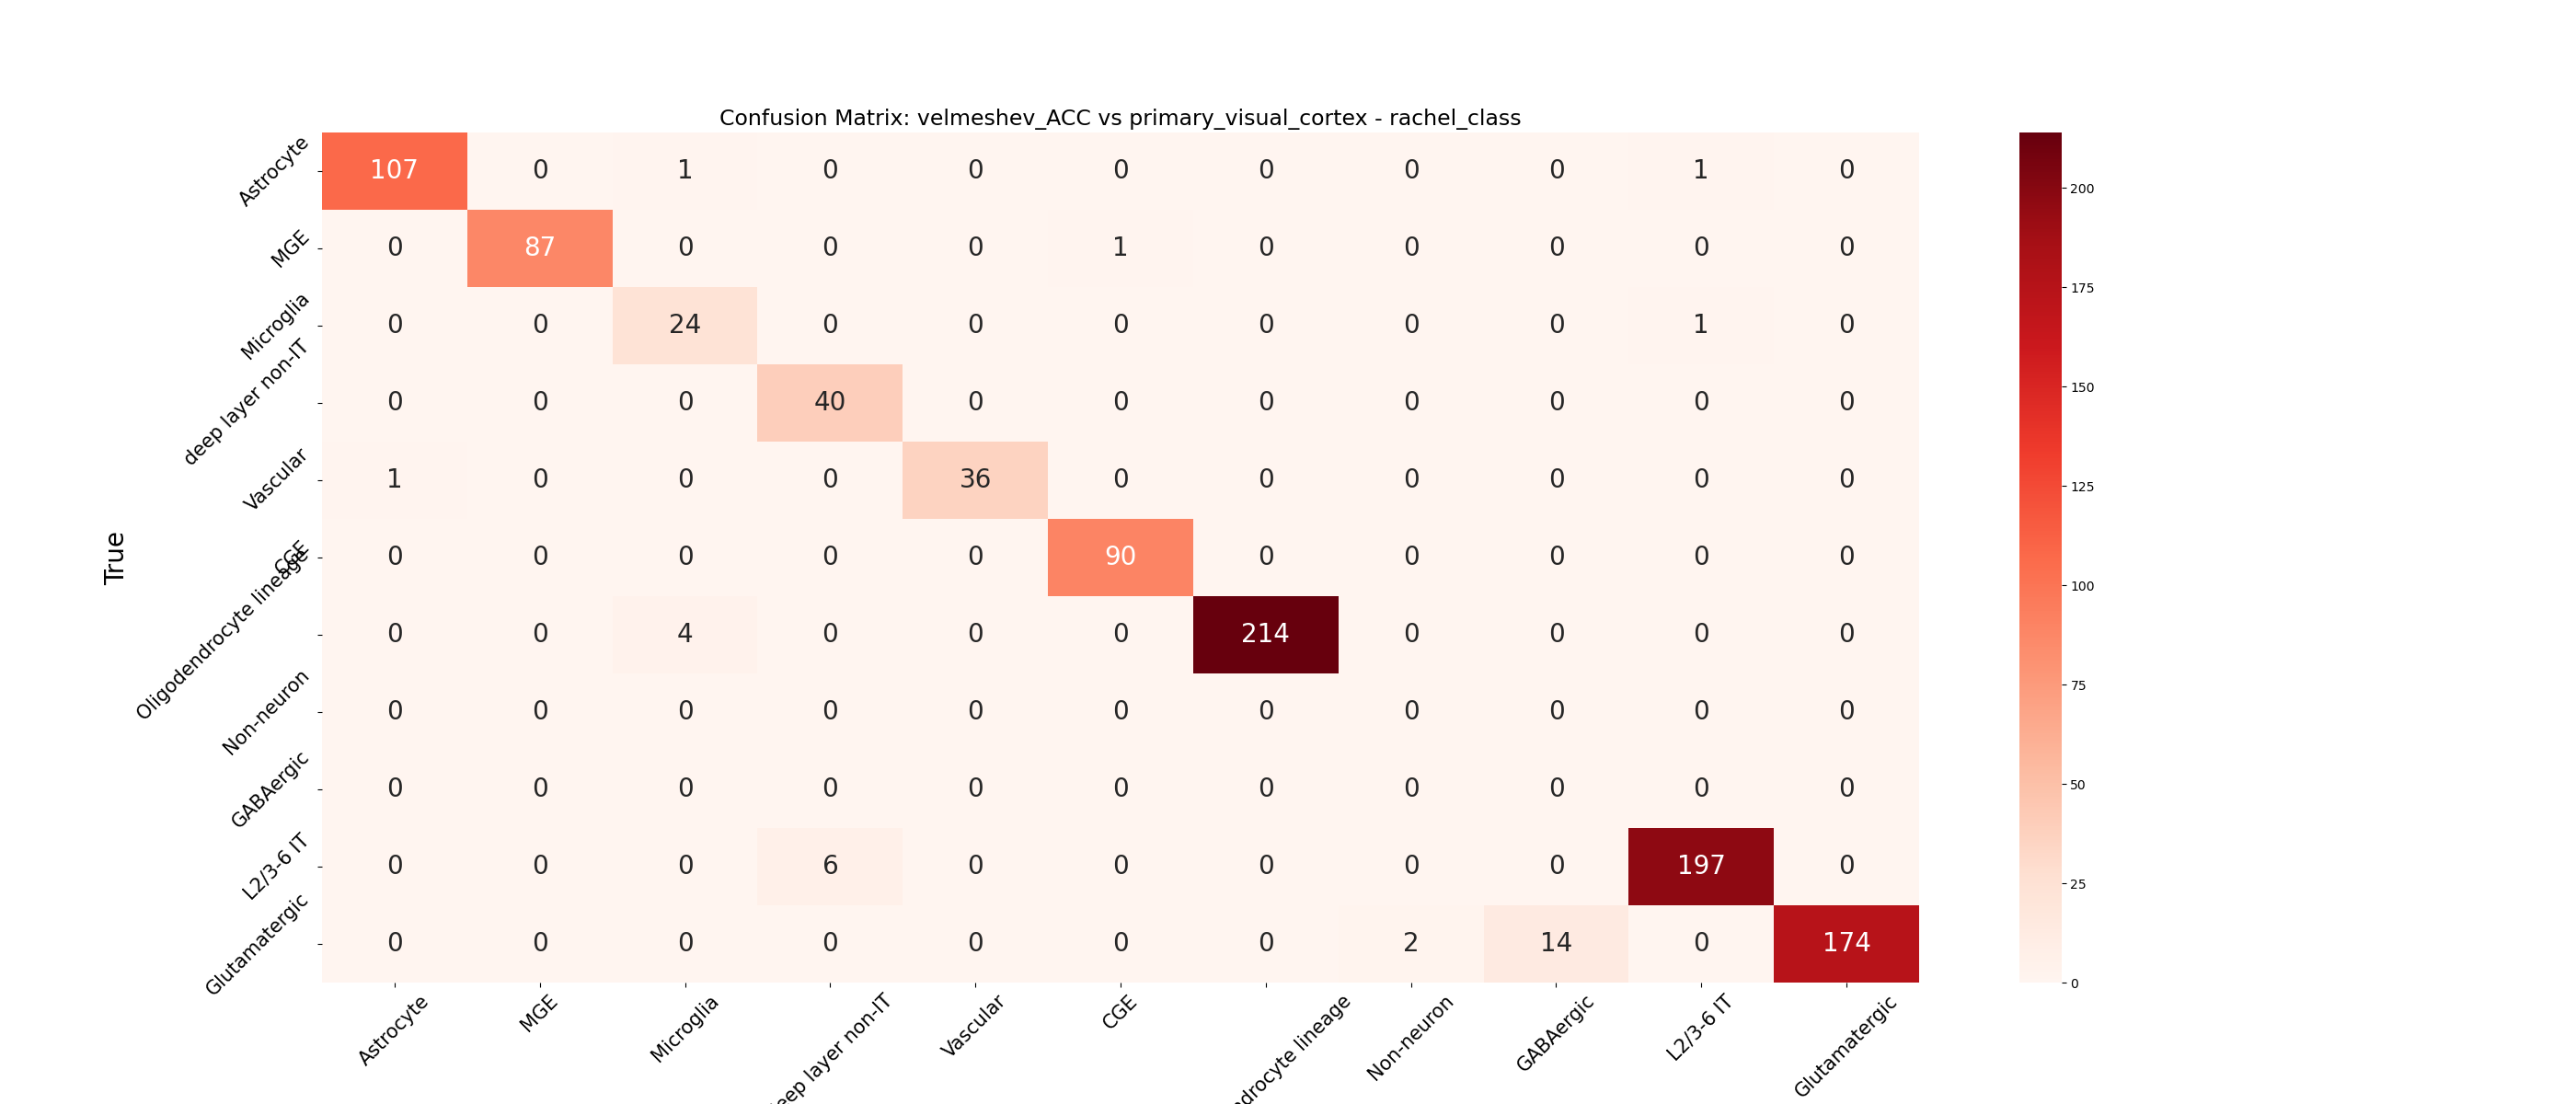 Confusion Matrix: velmeshev_ACC vs primary_visual_cortex - rachel_class
True
Astrocyte 107 0 1 0 0 0 0 0 0 1 0
MGE 0 87 0 0 0 1 0 0 0 0 0
Microglia 0 0 24 0 0 0 0 0 0 1 0
deep layer non-IT 0 0 0 40 0 0 0 0 0 0 0
Vascular 1 0 0 0 36 0 0 0 0 0 0
CGE 0 0 0 0 0 90 0 0 0 0 0
Oligodendrocyte lineage 0 0 4 0 0 0 214 0 0 0 0
Non-neuron 0 0 0 0 0 0 0 0 0 0 0
GABAergic 0 0 0 0 0 0 0 0 0 0 0
L2/3-6 IT 0 0 0 6 0 0 0 0 0 197 0
Glutamatergic 0 0 0 0 0 0 0 2 14 0 174
Astrocyte MGE Microglia eep layer non-IT Vascular CGE ndrocyte lineage Non-neuron GABAergic L2/3-6 IT Glutamatergic
200
175
150
125
100
75
50
25
0